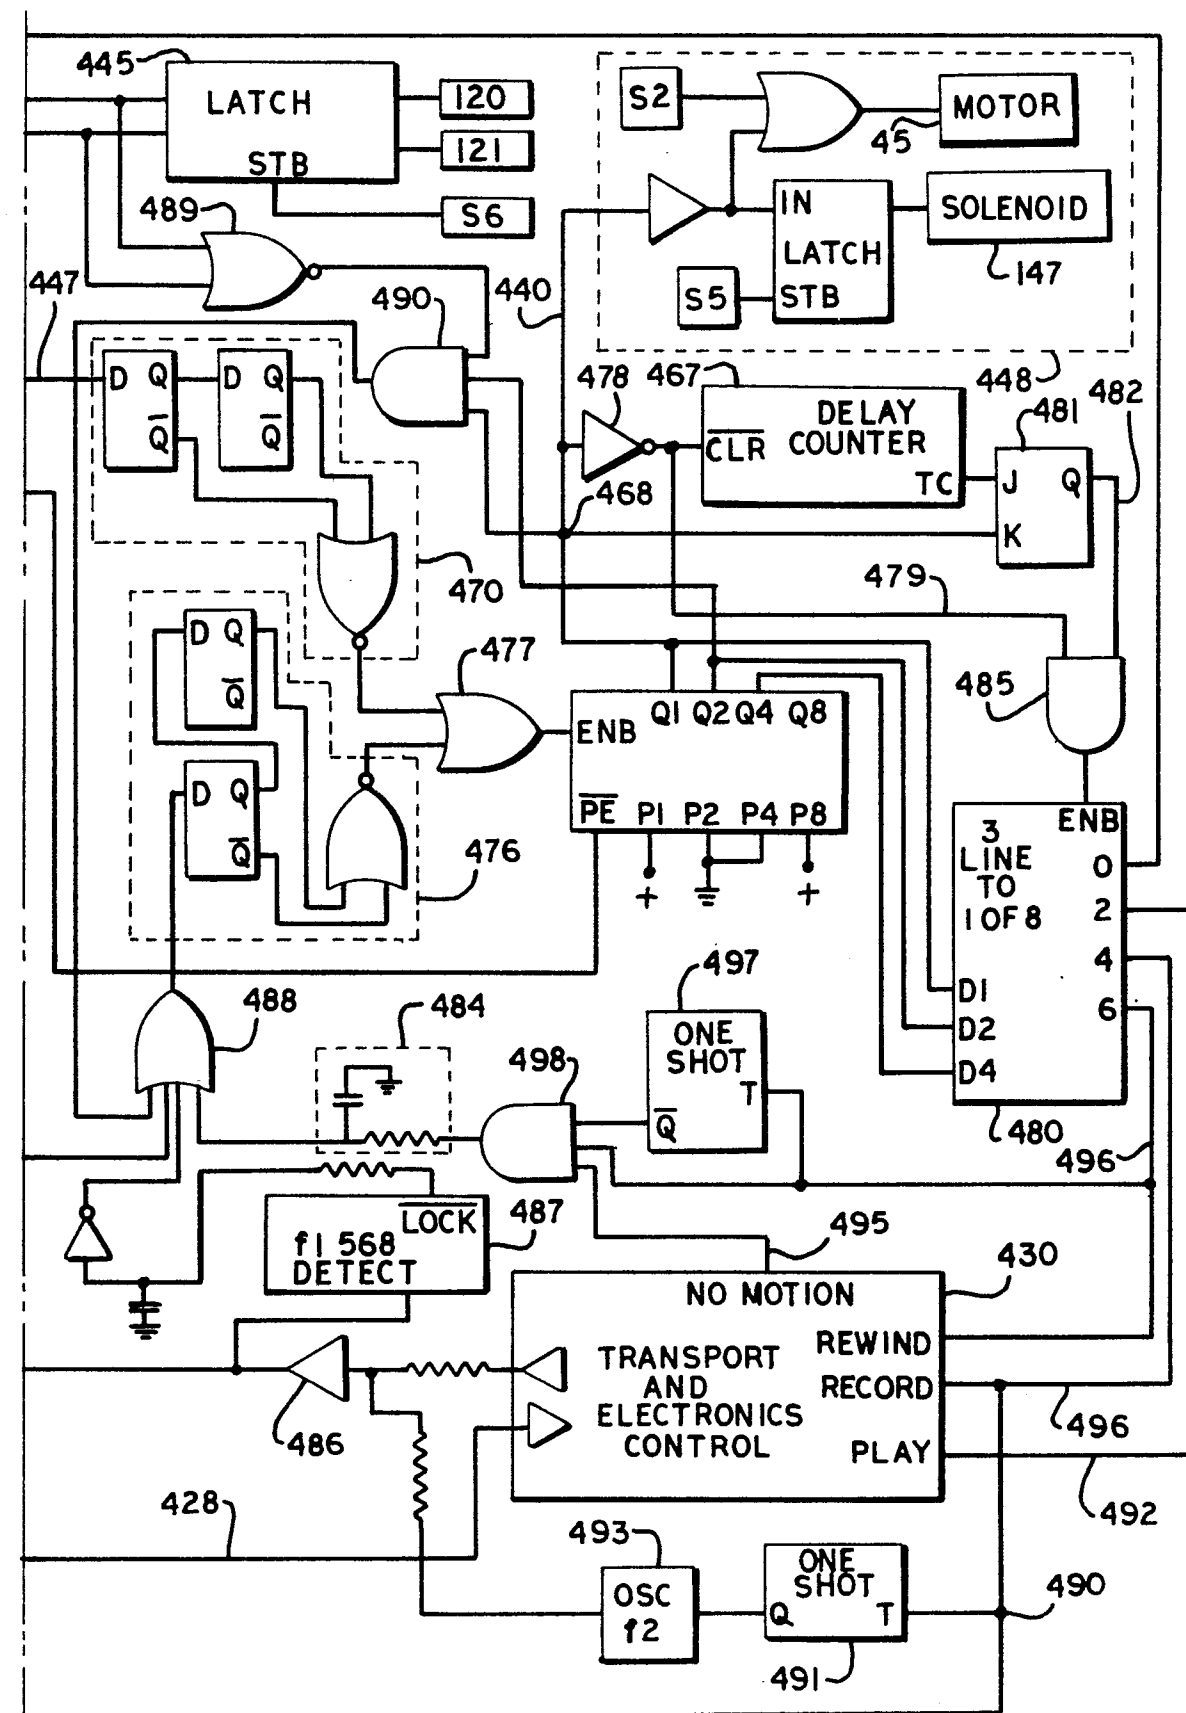 445
LATCH
STB
120
121
S6
489
S2
MOTOR
45
IN
LATCH
STB
SOLENOID
147
S5
448
447
490
440
D Q
Q̅
D Q
Q̅
478
467
DELAY
COUNTER
C̅L̅R̅
TC
481
482
J Q
K
468
470
479
D Q
Q̅
477
485
Q1 Q2 Q4 Q8
ENB
P̅E̅ P1 P2 P4 P8
+ +
D Q
Q̅
476
ENB
3
LINE
TO
1 OF 8
0
2
4
6
D1
D2
D4
480
488
484
497
ONE
SHOT
T
Q̅
498
496
L̅O̅C̅K̅
487
f1 568
DETECT
495
430
NO MOTION
REWIND
TRANSPORT
AND
ELECTRONICS
CONTROL
RECORD
PLAY
496
486
492
428
493
OSC
f2
ONE
SHOT
Q T
490
491